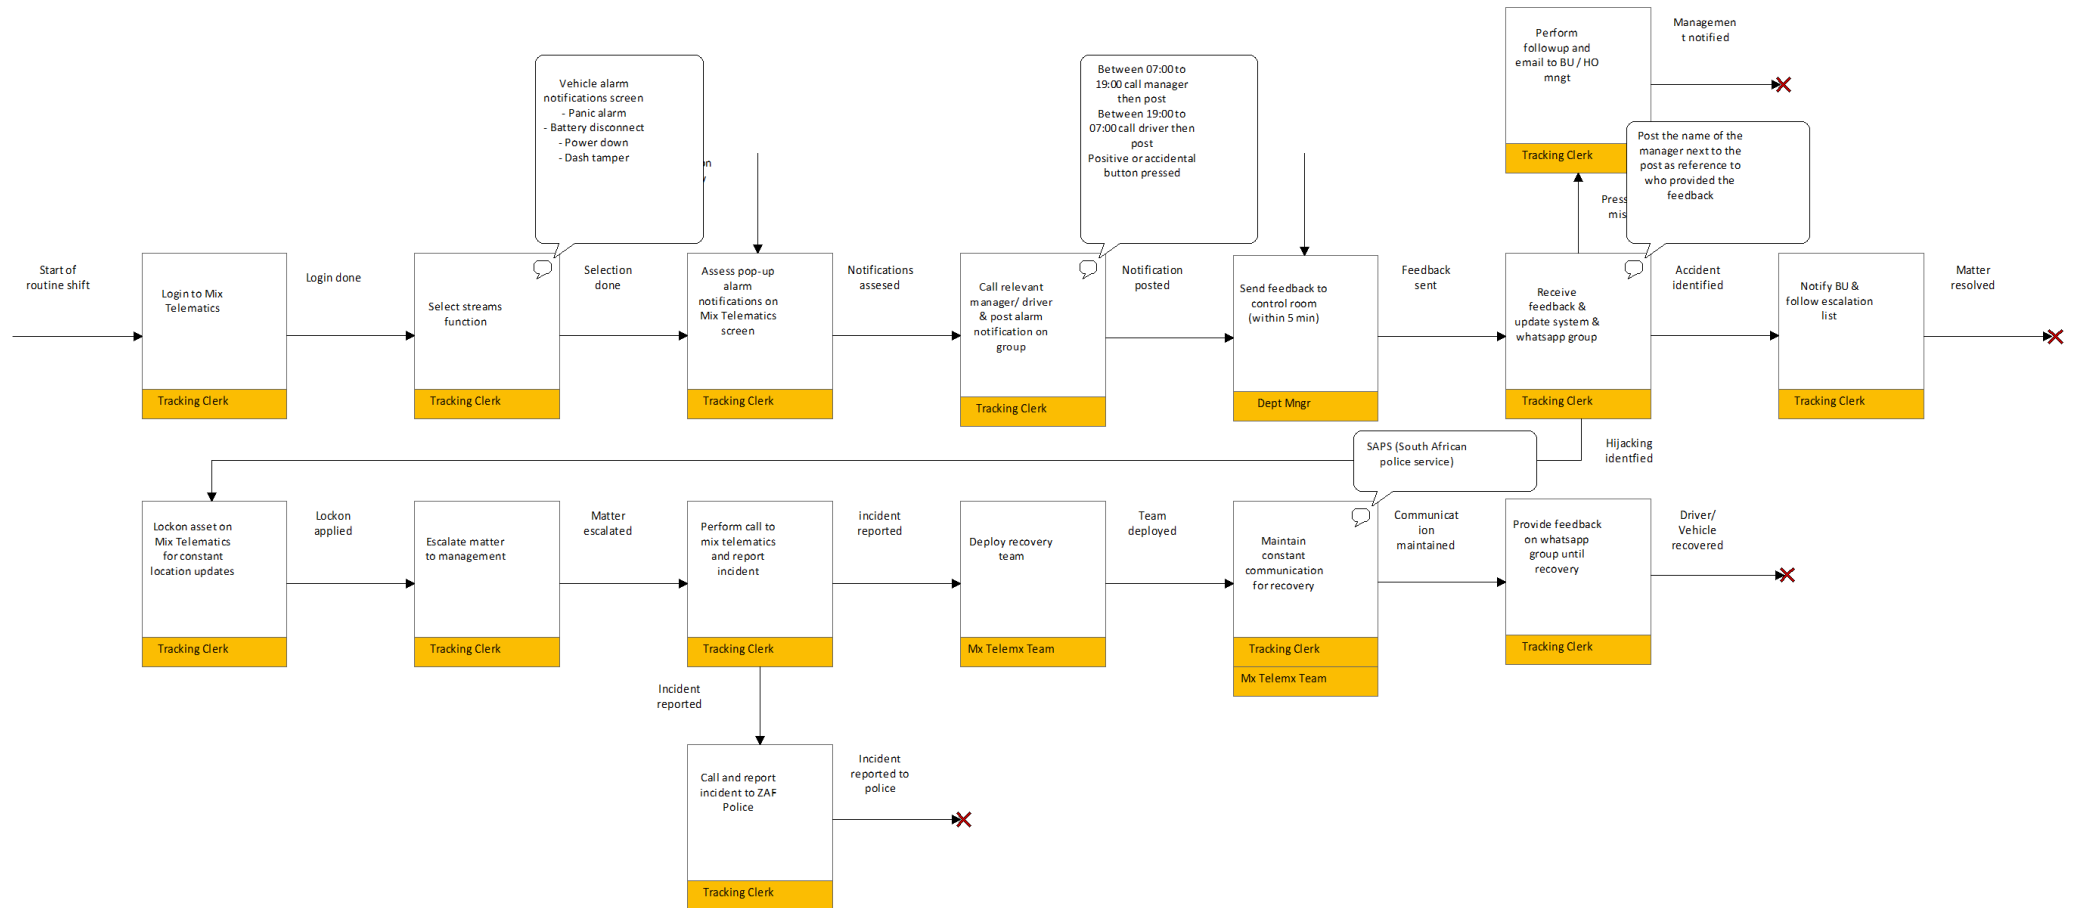 Managemen
t notified
Perform
followup and
email to BU / HO
mngt
Tracking Clerk
Vehicle alarm
notifications screen
- Panic alarm
- Battery disconnect
- Power down
- Dash tamper
Between 07:00 to
19:00 call manager
then post
Between 19:00 to
07:00 call driver then
post
Positive or accidental
button pressed
Post the name of the
manager next to the
post as reference to
who provided the
feedback
Start of
routine shift
Login to Mix
Telematics
Tracking Clerk
Login done
Select streams
function
Tracking Clerk
Selection
done
Assess pop-up
alarm
notifications on
Mix Telematics
screen
Tracking Clerk
Notifications
assesed
Call relevant
manager/ driver
& post alarm
notification on
group
Tracking Clerk
Notification
posted
Send feedback to
control room
(within 5 min)
Dept Mngr
Feedback
sent
Receive
feedback &
update system &
whatsapp group
Tracking Clerk
Accident
identified
Notify BU &
follow escalation
list
Tracking Clerk
Matter
resolved
SAPS (South African
police service)
Hijacking
identfied
Lockon asset on
Mix Telematics
for constant
location updates
Tracking Clerk
Lockon
applied
Escalate matter
to management
Tracking Clerk
Matter
escalated
Perform call to
mix telematics
and report
incident
Tracking Clerk
incident
reported
Deploy recovery
team
Mx Telemx Team
Team
deployed
Maintain
constant
communication
for recovery
Tracking Clerk
Mx Telemx Team
Communicat
ion
maintained
Provide feedback
on whatsapp
group until
recovery
Tracking Clerk
Driver/
Vehicle
recovered
Incident
reported
Call and report
incident to ZAF
Police
Tracking Clerk
Incident
reported to
police